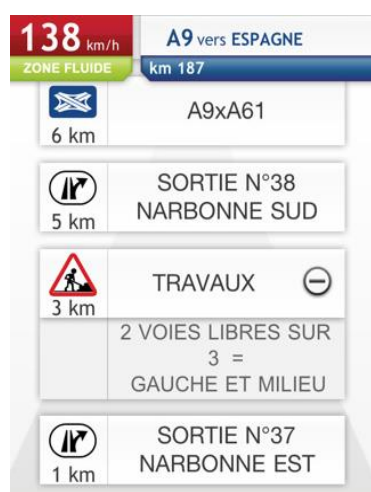 138 km/h
A9 vers ESPAGNE
ZONE FLUIDE
km 187
A9xA61
6 km
SORTIE N°38
NARBONNE SUD
5 km
TRAVAUX
3 km
2 VOIES LIBRES SUR
3 =
GAUCHE ET MILIEU
SORTIE N°37
NARBONNE EST
1 km